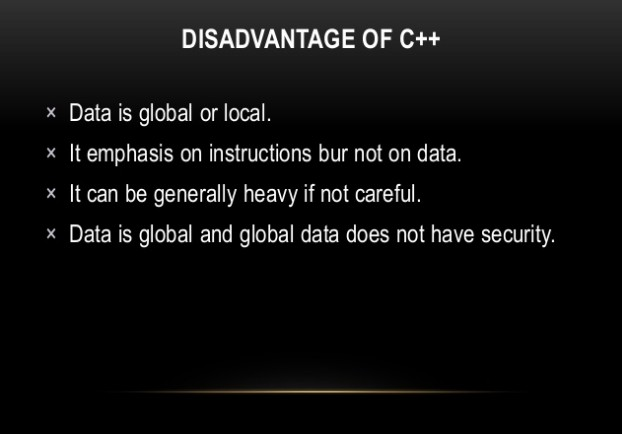 DISADVANTAGE OF C++
× Data is global or local.
× It emphasis on instructions bur not on data.
× It can be generally heavy if not careful.
× Data is global and global data does not have security.